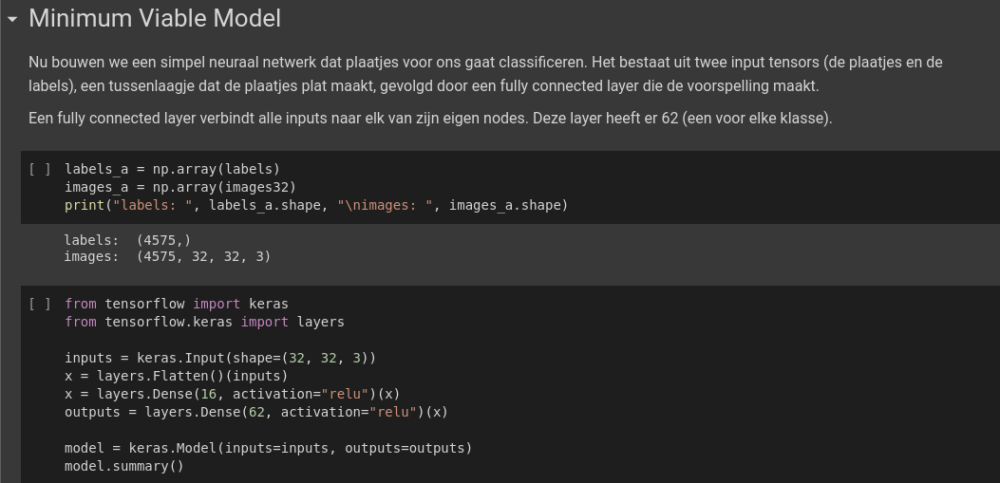 Minimum Viable Model
Nu bouwen we een simpel neuraal netwerk dat plaatjes voor ons gaat classificeren. Het bestaat uit twee input tensors (de plaatjes en de
labels), een tussenlaagje dat de plaatjes plat maakt, gevolgd door een fully connected layer die de voorspelling maakt.
Een fully connected layer verbindt alle inputs naar elk van zijn eigen nodes. Deze layer heeft er 62 (een voor elke klasse).
[ ] labels_a = np.array(labels)
images_a = np.array(images32)
print("labels: ", labels_a.shape, "\nimages: ", images_a.shape)
labels:  (4575,)
images:  (4575, 32, 32, 3)
[ ] from tensorflow import keras
from tensorflow.keras import layers
inputs = keras.Input(shape=(32, 32, 3))
x = layers.Flatten()(inputs)
x = layers.Dense(16, activation="relu")(x)
outputs = layers.Dense(62, activation="relu")(x)
model = keras.Model(inputs=inputs, outputs=outputs)
model.summary()